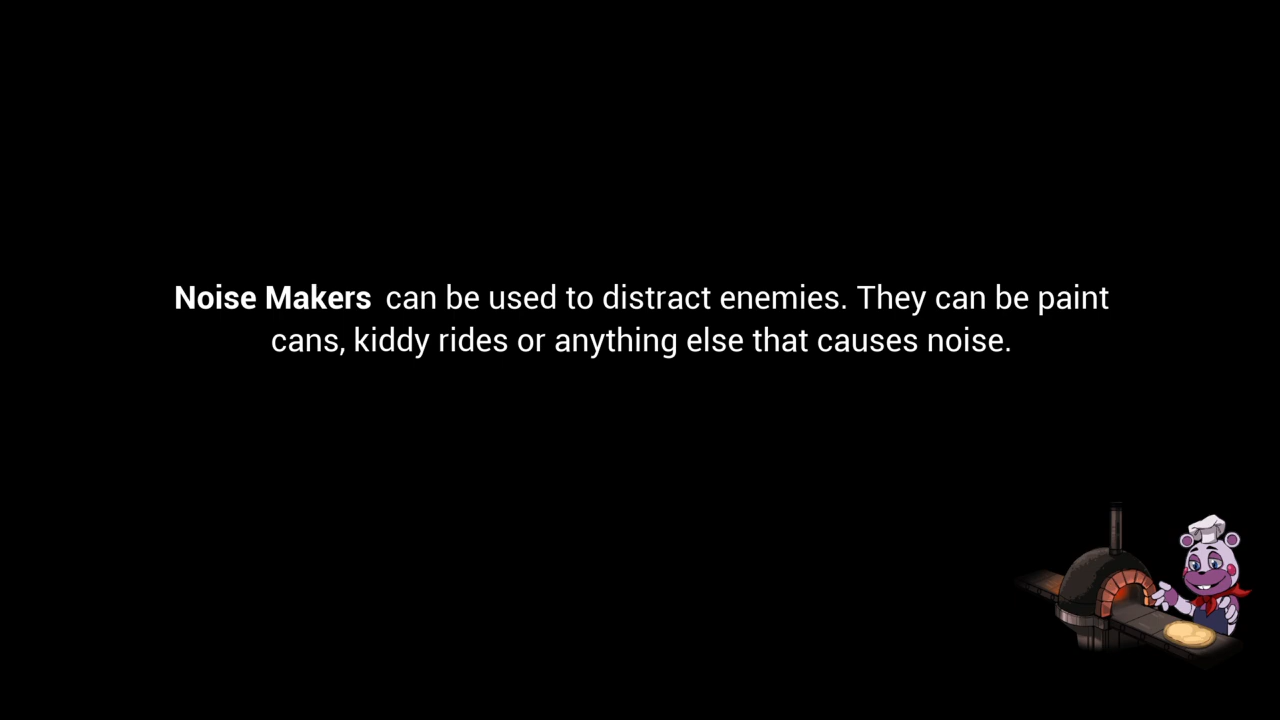 Noise Makers can be used to distract enemies. They can be paint
cans, kiddy rides or anything else that causes noise.